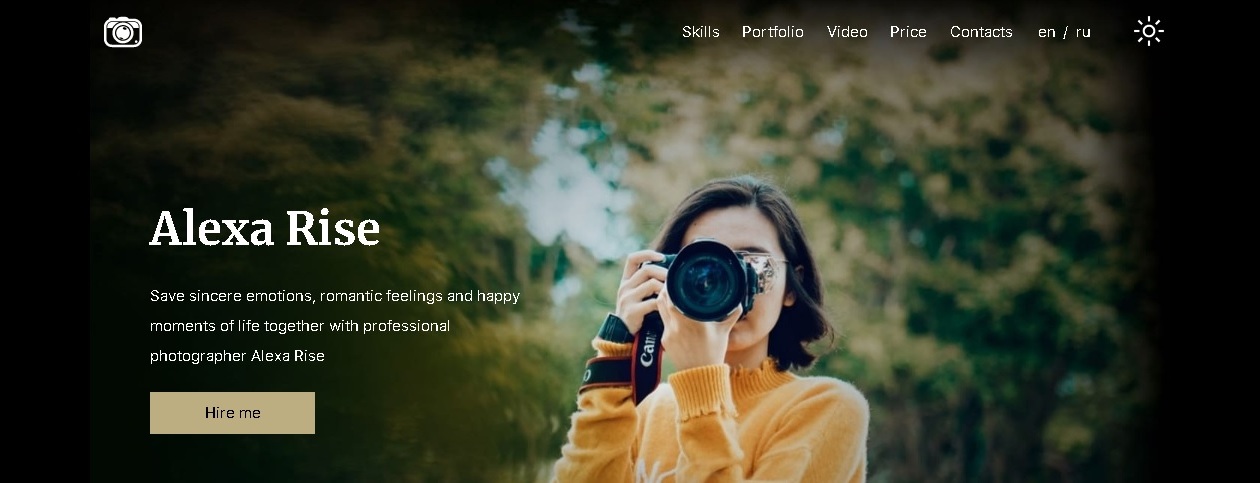 Skills Portfolio Video Price Contacts en / ru
Alexa Rise
Save sincere emotions, romantic feelings and happy
moments of life together with professional
photographer Alexa Rise
Hire me